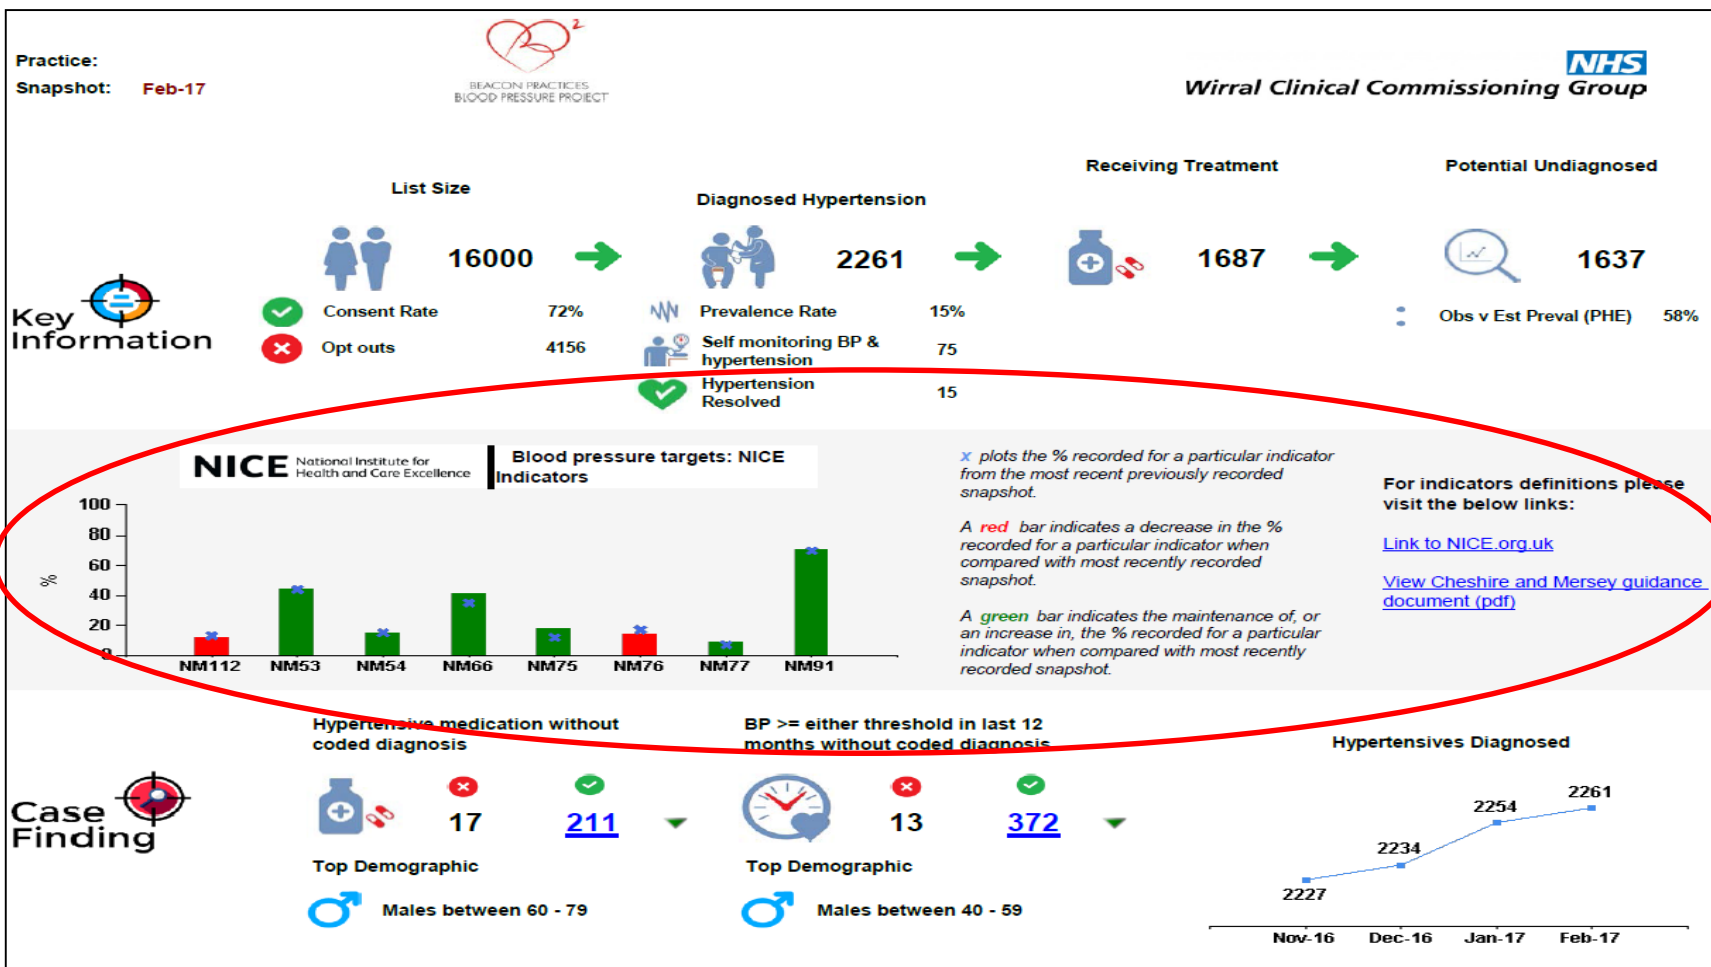 Practice:
Snapshot: Feb-17
2
BEACON PRACTICES
BLOOD PRESSURE PROJECT
NHS
Wirral Clinical Commissioning Group
Key
Information
List Size
16000
Consent Rate 72%
Opt outs 4156
Diagnosed Hypertension
2261
Prevalence Rate 15%
Self monitoring BP &
hypertension 75
Hypertension
Resolved 15
Receiving Treatment
1687
Potential Undiagnosed
1637
Obs v Est Preval (PHE) 58%
NICE National Institute for
Health and Care Excellence
Blood pressure targets: NICE
Indicators
100
80
60
40
20
0
%
NM112 NM53 NM54 NM66 NM75 NM76 NM77 NM91
x plots the % recorded for a particular indicator
from the most recent previously recorded
snapshot.
A red bar indicates a decrease in the %
recorded for a particular indicator when
compared with most recently recorded
snapshot.
A green bar indicates the maintenance of, or
an increase in, the % recorded for a particular
indicator when compared with most recently
recorded snapshot.
For indicators definitions please
visit the below links:
Link to NICE.org.uk
View Cheshire and Mersey guidance
document (pdf)
Case
Finding
Hypertensive medication without
coded diagnosis
17 211
Top Demographic
Males between 60 - 79
BP >= either threshold in last 12
months without coded diagnosis
13 372
Top Demographic
Males between 40 - 59
Hypertensives Diagnosed
2227
2234
2254
2261
Nov-16 Dec-16 Jan-17 Feb-17